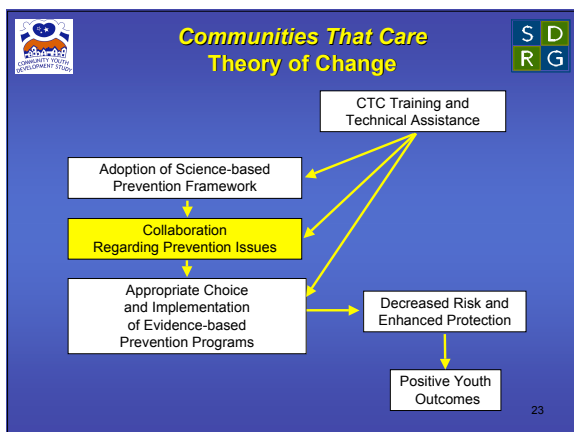 Communities That Care
Theory of Change
COMMUNITY YOUTH
DEVELOPMENT STUDY
S D
R G
CTC Training and
Technical Assistance
Adoption of Science-based
Prevention Framework
Collaboration
Regarding Prevention Issues
Appropriate Choice
and Implementation
of Evidence-based
Prevention Programs
Decreased Risk and
Enhanced Protection
Positive Youth
Outcomes
23